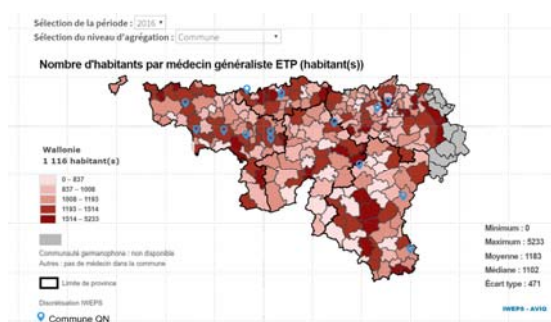 Sélection de la période : 2016
Sélection du niveau d'agrégation : Commune
Nombre d'habitants par médecin généraliste ETP (habitant(s))
Wallonie
1 116 habitant(s)
0 – 837
837 – 1008
1008 – 1193
1193 – 1514
1514 – 5233
Communauté germanophone : non disponible
Autres : pas de médecin dans la commune
Limite de province
Discrétisation IWEPS
Commune QN
Minimum : 0
Maximum : 5233
Moyenne : 1183
Médiane : 1102
Écart type : 471
IWEPS - AVIQ